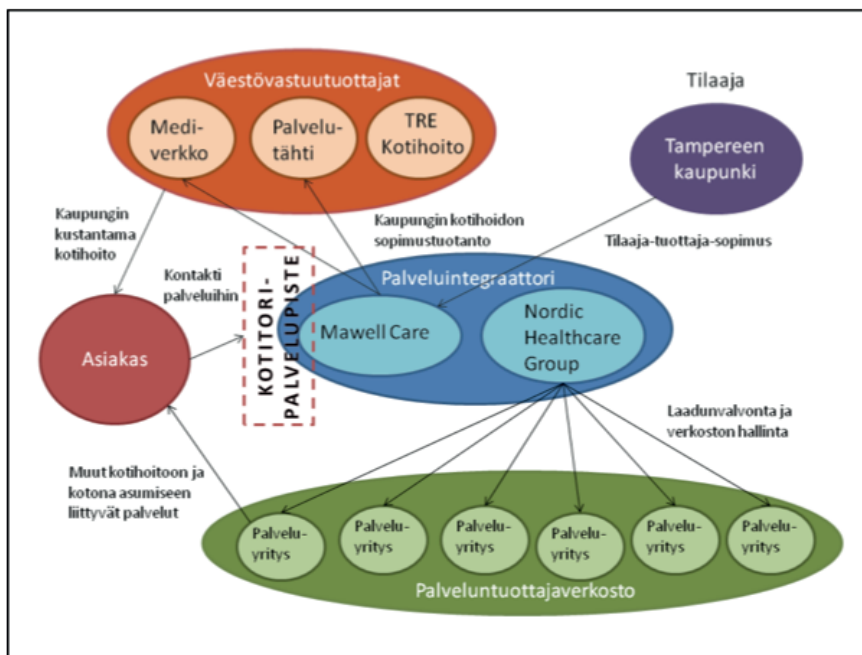 Väestövastuutuottajat
Medi-
verkko
Palvelu-
tähti
TRE
Kotihoito
Tilaaja
Tampereen
kaupunki
Kaupungin
kustantama
kotihoito
Kaupungin kotihoidon
sopimustuotanto
Tilaaja-tuottaja-sopimus
Kontakti
palveluihin
KOTITORI-
PALVELUPISTE
Palveluintegraattori
Mawell Care
Nordic
Healthcare
Group
Asiakas
Laadunvalvonta ja
verkoston hallinta
Muut kotihoitoon ja
kotona asumiseen
liittyvät palvelut
Palvelu-
yritys
Palvelu-
yritys
Palvelu-
yritys
Palvelu-
yritys
Palvelu-
yritys
Palvelu-
yritys
Palveluntuottajaverkosto